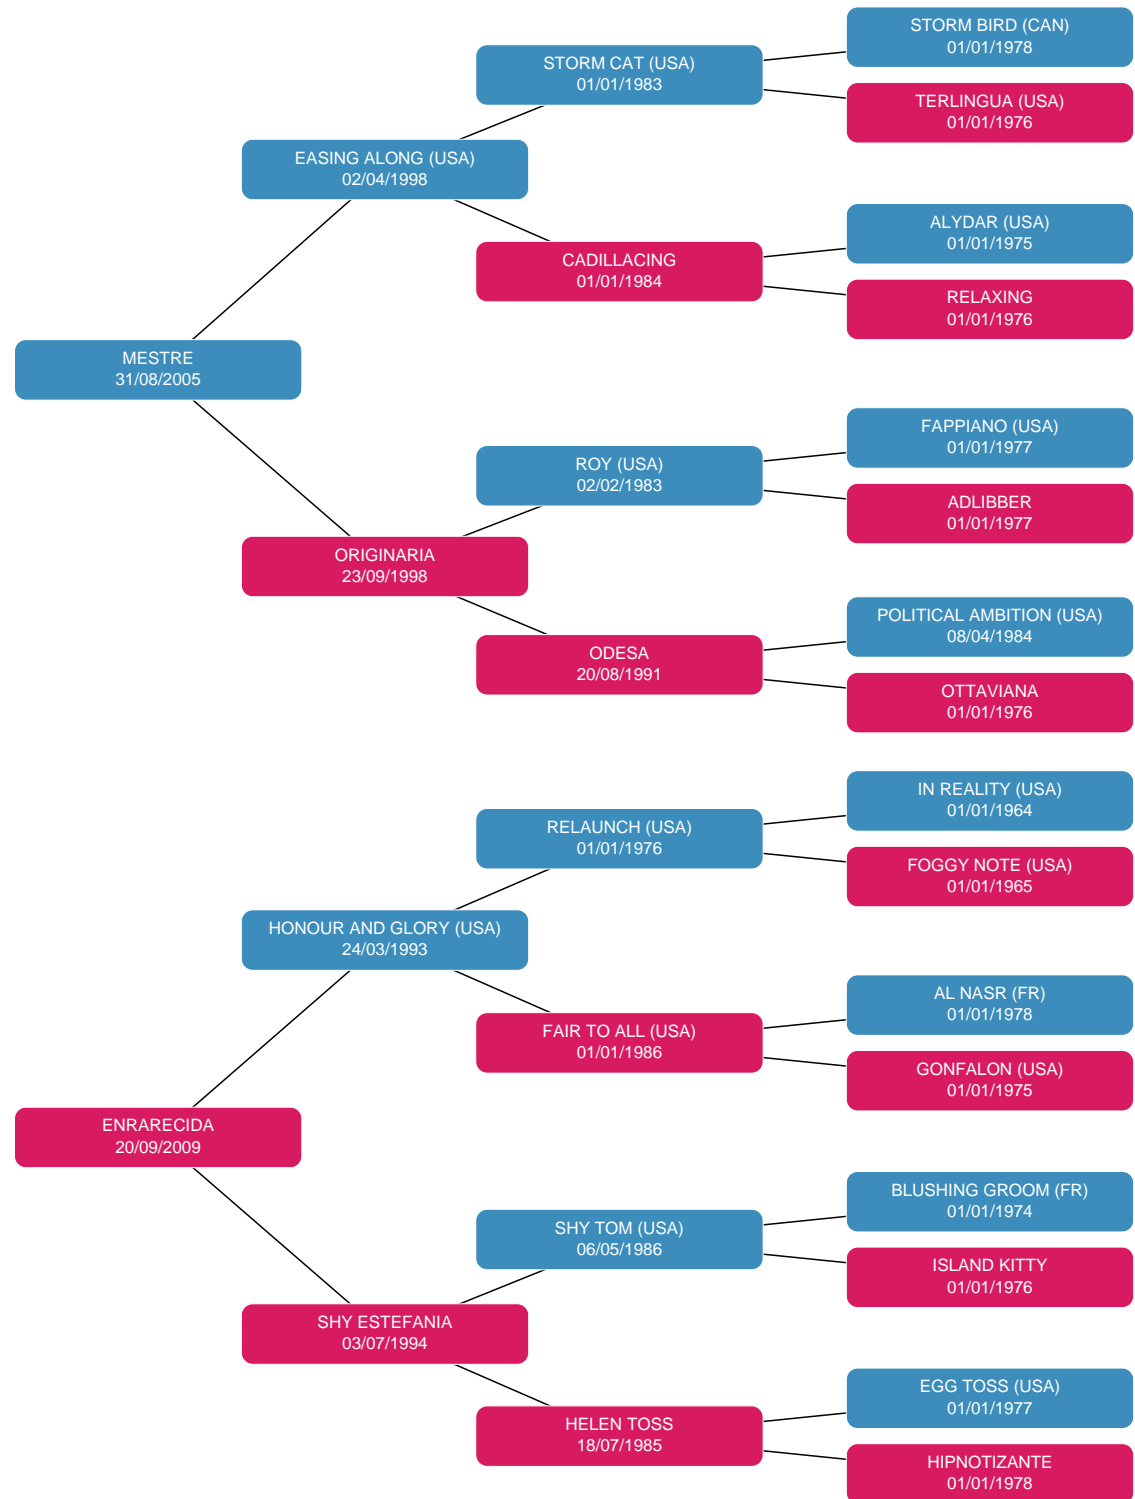 STORM BIRD (CAN)
01/01/1978
STORM CAT (USA)
01/01/1983
TERLINGUA (USA)
01/01/1976
EASING ALONG (USA)
02/04/1998
ALYDAR (USA)
01/01/1975
CADILLACING
01/01/1984
RELAXING
01/01/1976
MESTRE
31/08/2005
FAPPIANO (USA)
01/01/1977
ROY (USA)
02/02/1983
ADLIBBER
01/01/1977
ORIGINARIA
23/09/1998
POLITICAL AMBITION (USA)
08/04/1984
ODESA
20/08/1991
OTTAVIANA
01/01/1976
IN REALITY (USA)
01/01/1964
RELAUNCH (USA)
01/01/1976
FOGGY NOTE (USA)
01/01/1965
HONOUR AND GLORY (USA)
24/03/1993
AL NASR (FR)
01/01/1978
FAIR TO ALL (USA)
01/01/1986
GONFALON (USA)
01/01/1975
ENRARECIDA
20/09/2009
BLUSHING GROOM (FR)
01/01/1974
SHY TOM (USA)
06/05/1986
ISLAND KITTY
01/01/1976
SHY ESTEFANIA
03/07/1994
EGG TOSS (USA)
01/01/1977
HELEN TOSS
18/07/1985
HIPNOTIZANTE
01/01/1978